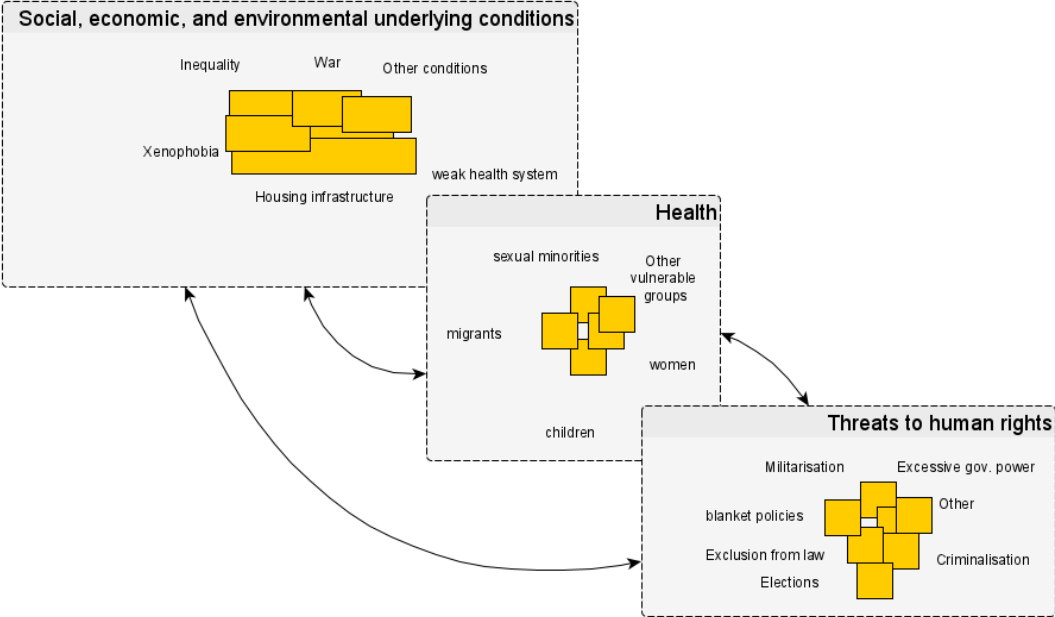 Social, economic, and environmental underlying conditions
Inequality
War
Other conditions
Xenophobia
weak health system
Housing infrastructure
Health
sexual minorities
Other
vulnerable
groups
migrants
women
children
Threats to human rights
Militarisation
Excessive gov. power
Other
blanket policies
Exclusion from law
Criminalisation
Elections